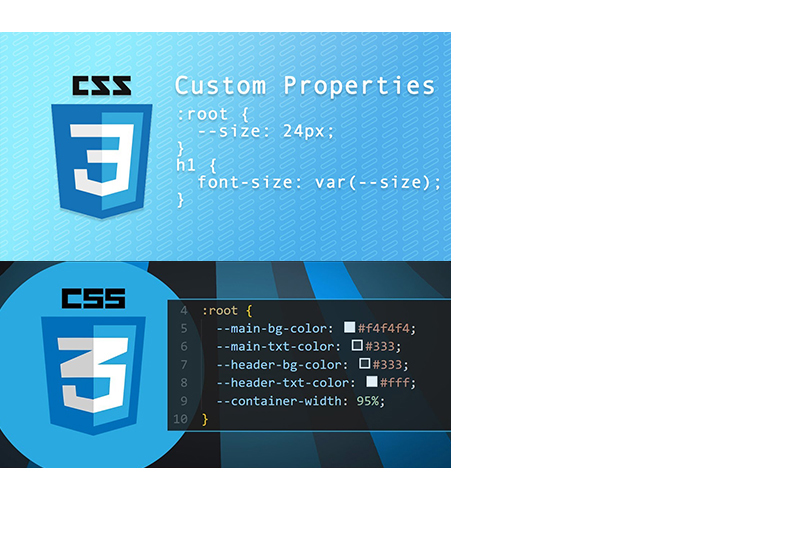 CSS
3
Custom Properties
:root {
  --size: 24px;
}
h1 {
  font-size: var(--size);
}
CSS
3
4 :root {
5   --main-bg-color: #f4f4f4;
6   --main-txt-color: #333;
7   --header-bg-color: #333;
8   --header-txt-color: #fff;
9   --container-width: 95%;
10 }